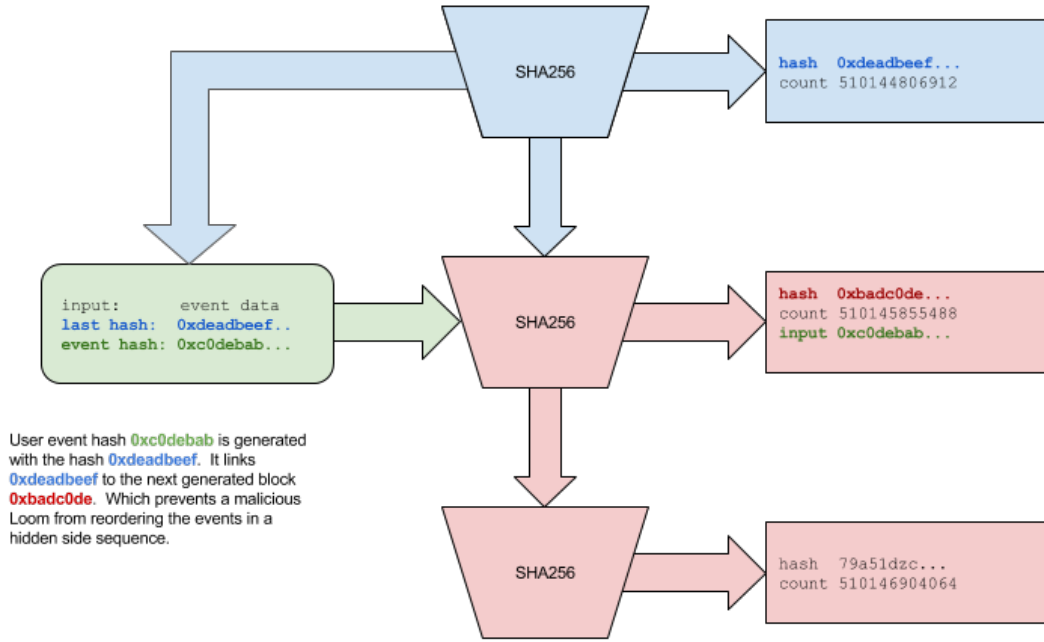 SHA256
hash 0xdeadbeef...
count 510144806912
input: event data
last hash: 0xdeadbeef..
event hash: 0xc0debab...
SHA256
hash 0xbadc0de...
count 510145855488
input 0xc0debab...
User event hash 0xc0debab is generated
with the hash 0xdeadbeef. It links
0xdeadbeef to the next generated block
0xbadc0de. Which prevents a malicious
Loom from reordering the events in a
hidden side sequence.
SHA256
hash 79a51dzc...
count 510146904064